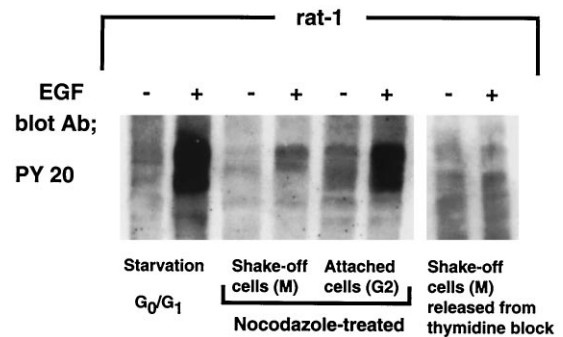 rat-1
EGF - + - + - + - +
blot Ab;
PY 20
Starvation
G0/G1
Shake-off
cells (M)
Attached
cells (G2)
Nocodazole-treated
Shake-off
cells (M)
released from
thymidine block